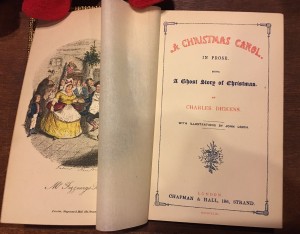 Mr. Fezziwig's
A CHRISTMAS CAROL
IN PROSE.
BEING
A Ghost Story of Christmas.
BY
CHARLES DICKENS
WITH ILLUSTRATIONS BY JOHN LEECH
LONDON
CHAPMAN & HALL, 186, STRAND.